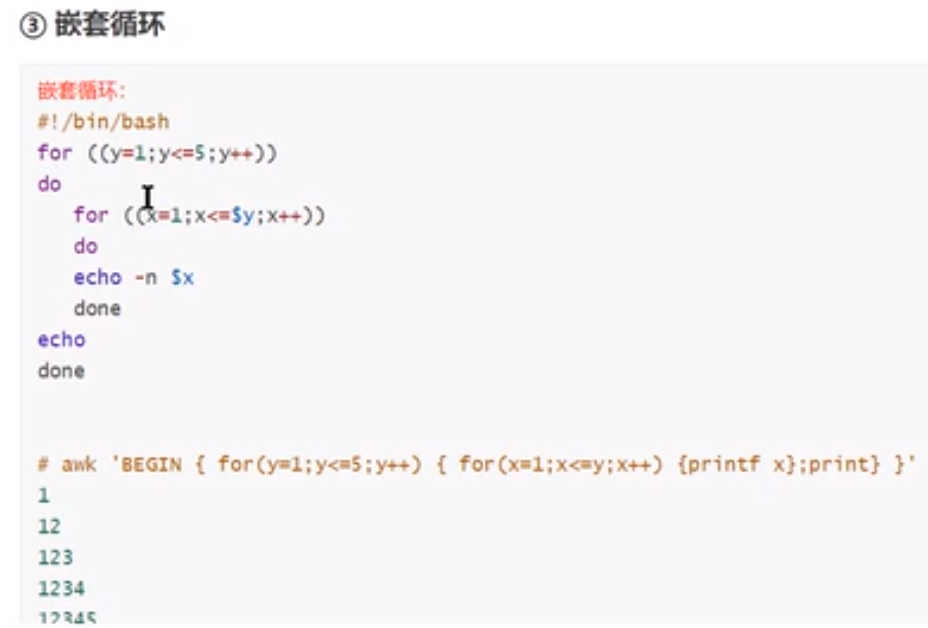 ③ 嵌套循环
嵌套循环:
#!/bin/bash
for ((y=1;y<=5;y++))
do
for ((x=1;x<=$y;x++))
do
echo -n $x
done
echo
done
# awk 'BEGIN { for(y=1;y<=5;y++) { for(x=1;x<=y;x++) {printf x};print} }'
1
12
123
1234
12345